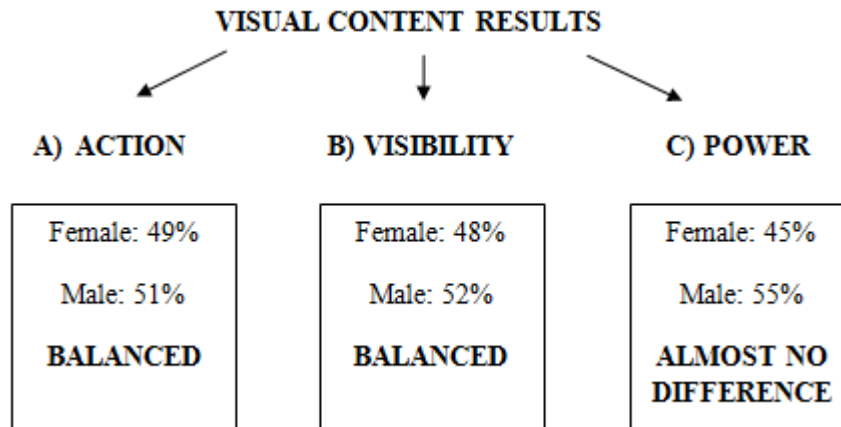 VISUAL CONTENT RESULTS
A) ACTION
B) VISIBILITY
C) POWER
Female: 49%
Male: 51%
BALANCED
Female: 48%
Male: 52%
BALANCED
Female: 45%
Male: 55%
ALMOST NO
DIFFERENCE